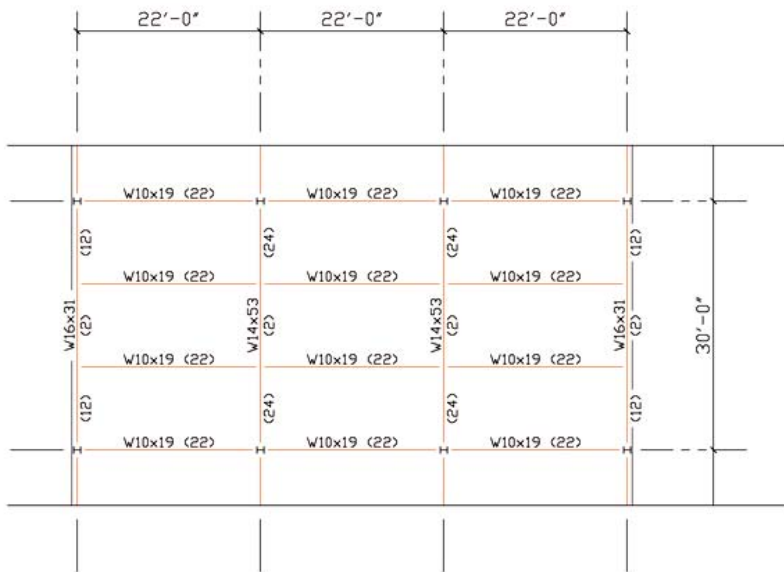 22'-0" 22'-0" 22'-0"
W10x19 (22) W10x19 (22) W10x19 (22)
(12) (24) (24) (12)
W10x19 (22) W10x19 (22) W10x19 (22)
W16x31 (2) W14x53 (2) W14x53 (2) W16x31 (2) 30'-0"
W10x19 (22) W10x19 (22) W10x19 (22)
(12) (24) (24) (12)
W10x19 (22) W10x19 (22) W10x19 (22)